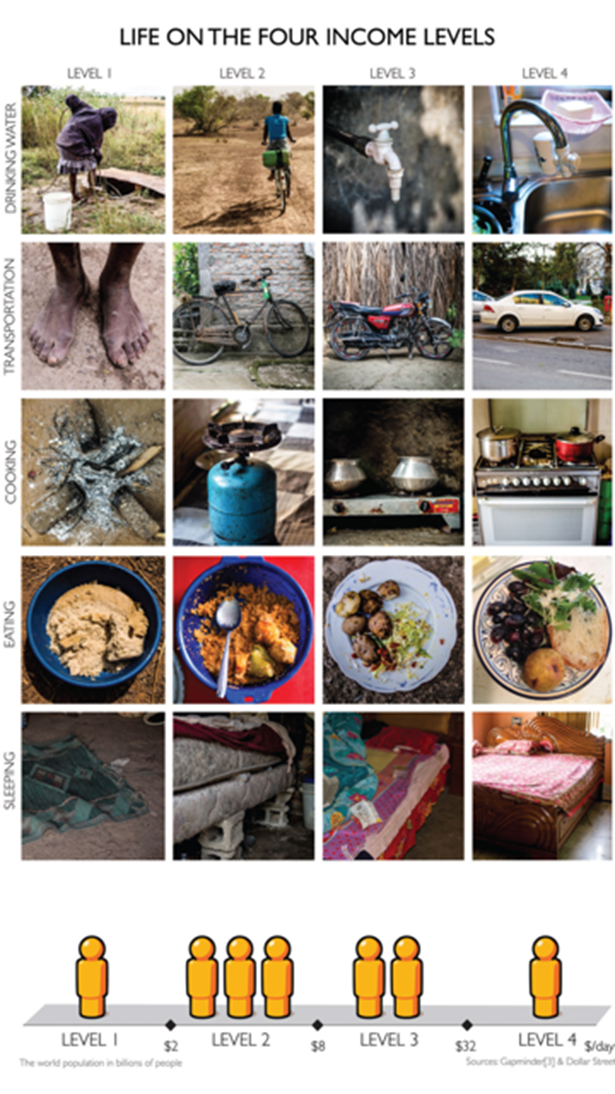 LIFE ON THE FOUR INCOME LEVELS
LEVEL 1 LEVEL 2 LEVEL 3 LEVEL 4
DRINKING WATER
TRANSPORTATION
COOKING
EATING
SLEEPING
LEVEL 1 LEVEL 2 LEVEL 3 LEVEL 4
$2 $8 $32 $/day
The world population in billions of people
Sources: Gapminder[3] & Dollar Street